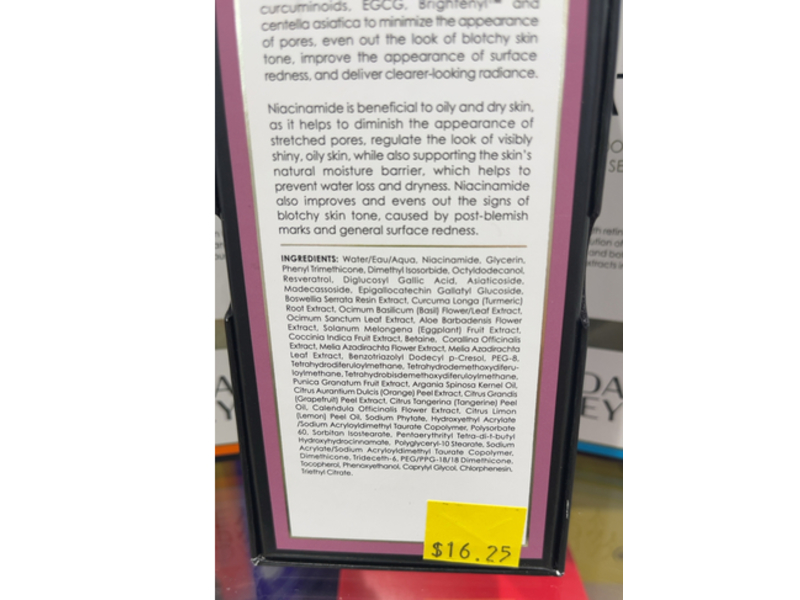 curcuminoids, EGCG, Brightenyl™ and
centella asiatica to minimize the appearance
of pores, even out the look of blotchy skin
tone, improve the appearance of surface
redness, and deliver clearer-looking radiance.
Niacinamide is beneficial to oily and dry skin,
as it helps to diminish the appearance of
stretched pores, regulate the look of visibly
shiny, oily skin, while also supporting the skin's
natural moisture barrier, which helps to
prevent water loss and dryness. Niacinamide
also improves and evens out the signs of
blotchy skin tone, caused by post-blemish
marks and general surface redness.
INGREDIENTS: Water/Eau/Aqua, Niacinamide, Glycerin,
Phenyl Trimethicone, Dimethyl Isosorbide, Octyldodecanol,
Resveratrol, Diglucosyl Gallic Acid, Asiaticoside,
Madecassoside, Epigallocatechin Gallatyl Glucoside,
Boswellia Serrata Resin Extract, Curcuma Longa (Turmeric)
Root Extract, Ocimum Basilicum (Basil) Flower/Leaf Extract,
Ocimum Sanctum Leaf Extract, Aloe Barbadensis Flower
Extract, Solanum Melongena (Eggplant) Fruit Extract,
Coccinia Indica Fruit Extract, Betaine, Corallina Officinalis
Extract, Melia Azadirachta Flower Extract, Melia Azadirachta
Leaf Extract, Benzotriazolyl Dodecyl p-Cresol, PEG-8,
Tetrahydrodiferuloylmethane, Tetrahydrodemethoxydiferu-
loylmethane, Tetrahydrobisdemethoxydiferuloylmethane,
Punica Granatum Fruit Extract, Argania Spinosa Kernel Oil,
Citrus Aurantium Dulcis (Orange) Peel Extract, Citrus Grandis
(Grapefruit) Peel Extract, Citrus Tangerina (Tangerine) Peel
Oil, Calendula Officinalis Flower Extract, Citrus Limon
(Lemon) Peel Oil, Sodium Phytate, Hydroxyethyl Acrylate
/Sodium Acryloyldimethyl Taurate Copolymer, Polysorbate
60, Sorbitan Isostearate, Pentaerythrityl Tetra-di-t-butyl
Hydroxyhydrocinnamate, Polyglyceryl-10 Stearate, Sodium
Acrylate/Sodium Acryloyldimethyl Taurate Copolymer,
Dimethicone, Trideceth-6, PEG/PPG-18/18 Dimethicone,
Tocopherol, Phenoxyethanol, Caprylyl Glycol, Chlorphenesin,
Triethyl Citrate.
$16.25